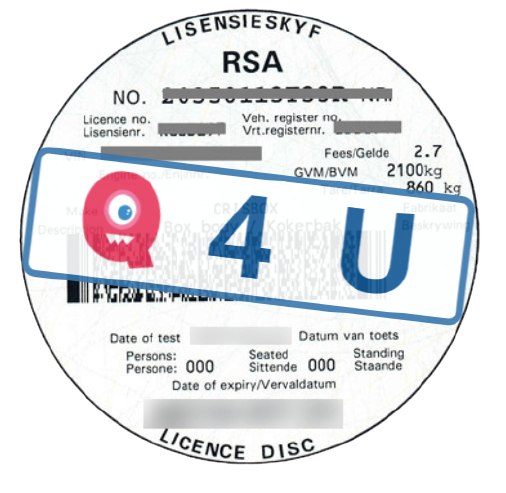 LISENSIESKYF
RSA
NO.
Licence no.
Lisensienr.
Veh. register no.
Vrt.registernr.
Fees/Gelde 2.7
GVM/BVM 2100kg
860 kg
Make CRISBOX Fabrikaat
Description Box body/Kokerbak Beskrywing
4 U
Date of test Datum van toets
Persons:
Persone: 000
Seated
Sittende 000
Standing
Staande
Date of expiry/Vervaldatum
LICENCE DISC